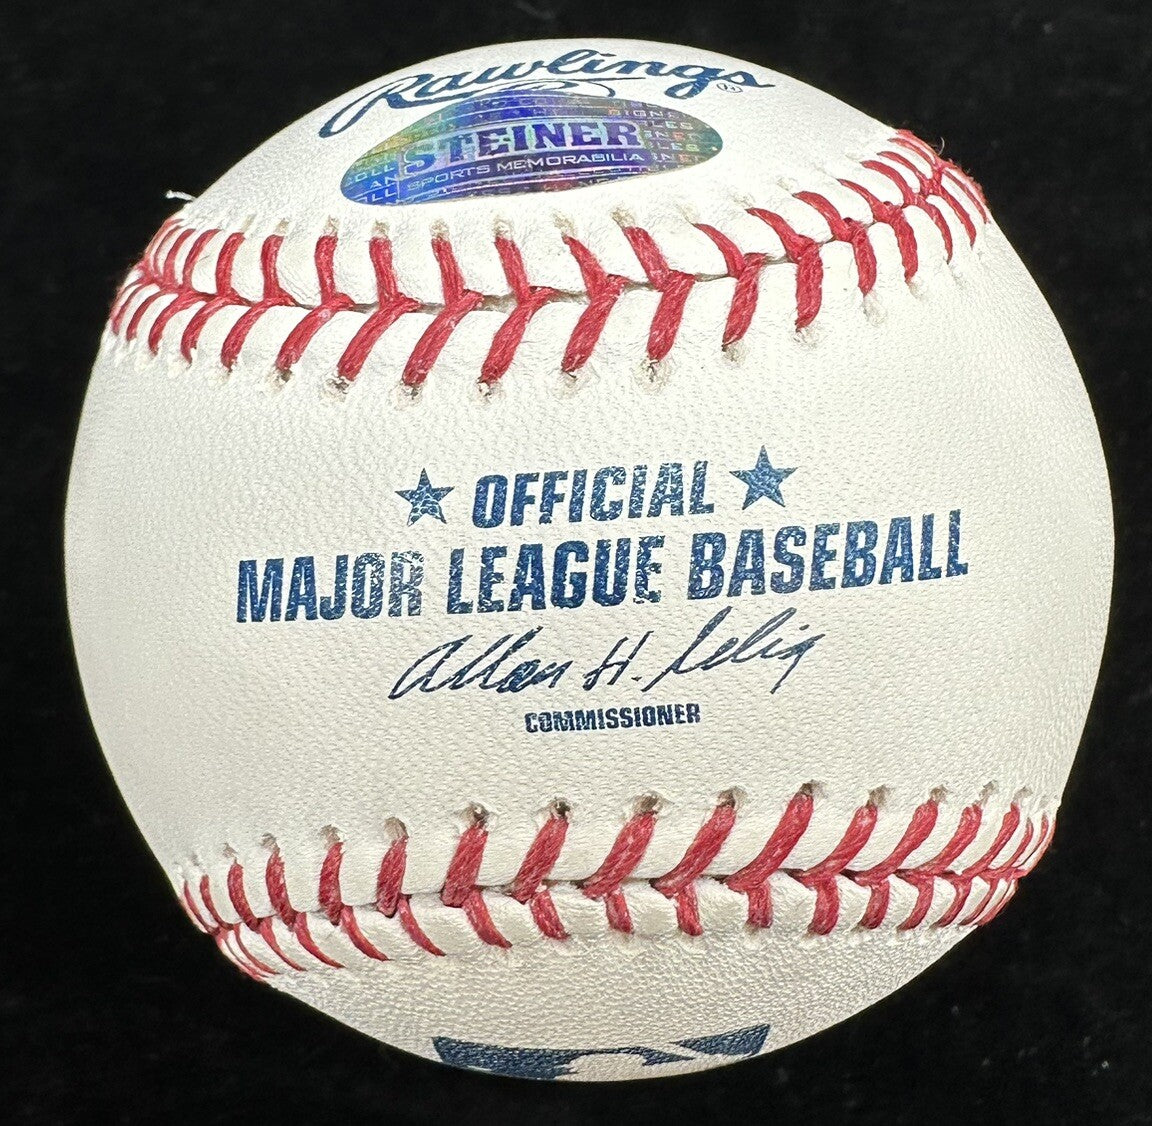 Rawlings®
STEINER
SPORTS MEMORABILIA
★ OFFICIAL ★
MAJOR LEAGUE BASEBALL
Allan H. Selig
COMMISSIONER